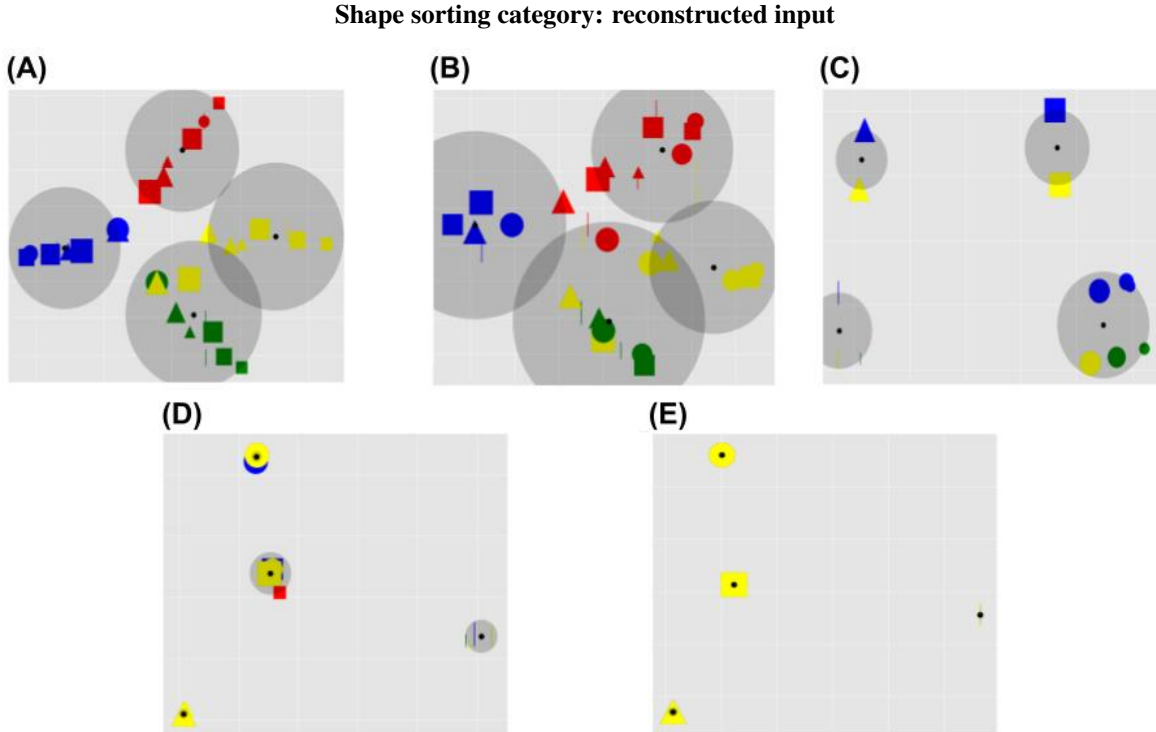 Shape sorting category: reconstructed input
(A)
(B)
(C)
(D)
(E)